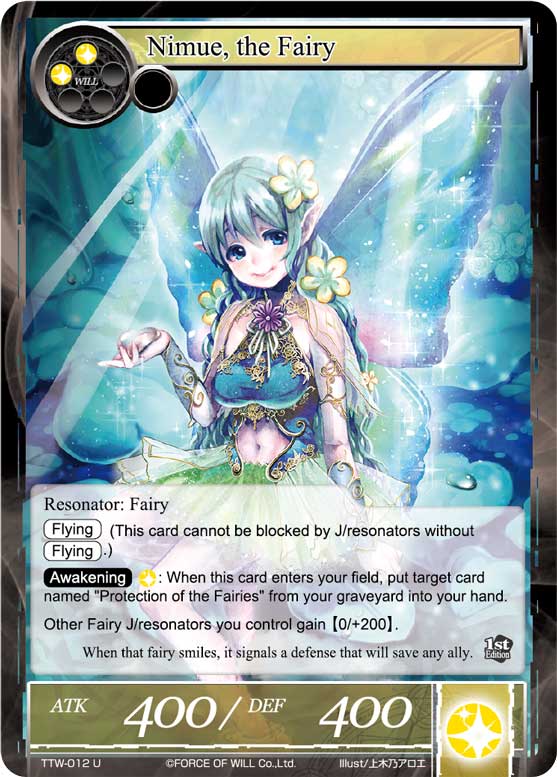 Nimue, the Fairy
WILL
Resonator: Fairy
Flying (This card cannot be blocked by J/resonators without
Flying .)
Awakening : When this card enters your field, put target card
named "Protection of the Fairies" from your graveyard into your hand.
Other Fairy J/resonators you control gain 【0/+200】.
When that fairy smiles, it signals a defense that will save any ally.
1st
Edition
ATK 400 / DEF 400
TTW-012 U ©FORCE OF WILL Co.,Ltd. Illust/上木乃アロエ